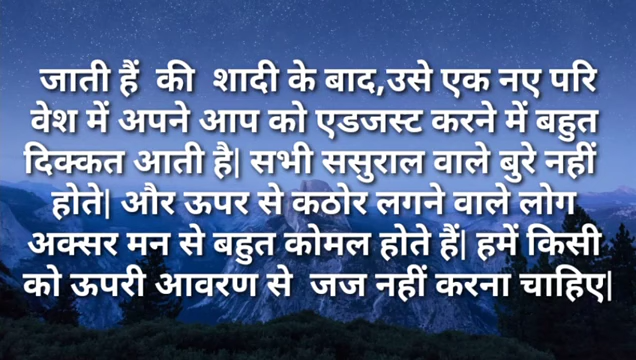 जाती हैं की शादी के बाद,उसे एक नए परि
वेश में अपने आप को एडजस्ट करने में बहुत
दिक्कत आती है| सभी ससुराल वाले बुरे नहीं
होते| और ऊपर से कठोर लगने वाले लोग
अक्सर मन से बहुत कोमल होते हैं| हमें किसी
को ऊपरी आवरण से जज नहीं करना चाहिए|